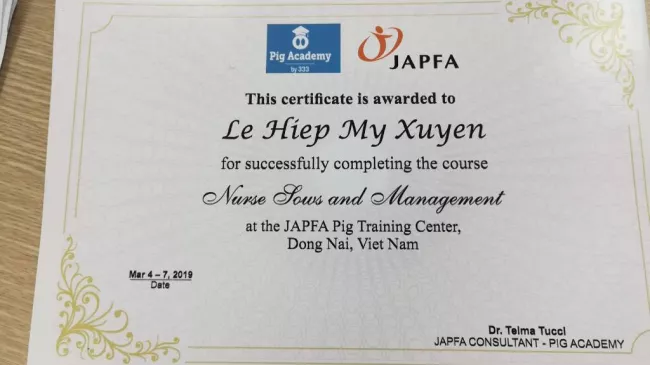 Pig Academy
by 333
JAPFA
This certificate is awarded to
Le Hiep My Xuyen
for successfully completing the course
Nurse Sows and Management
at the JAPFA Pig Training Center,
Dong Nai, Viet Nam
Mar 4 – 7, 2019
Date
Dr. Telma Tucci
JAPFA CONSULTANT - PIG ACADEMY